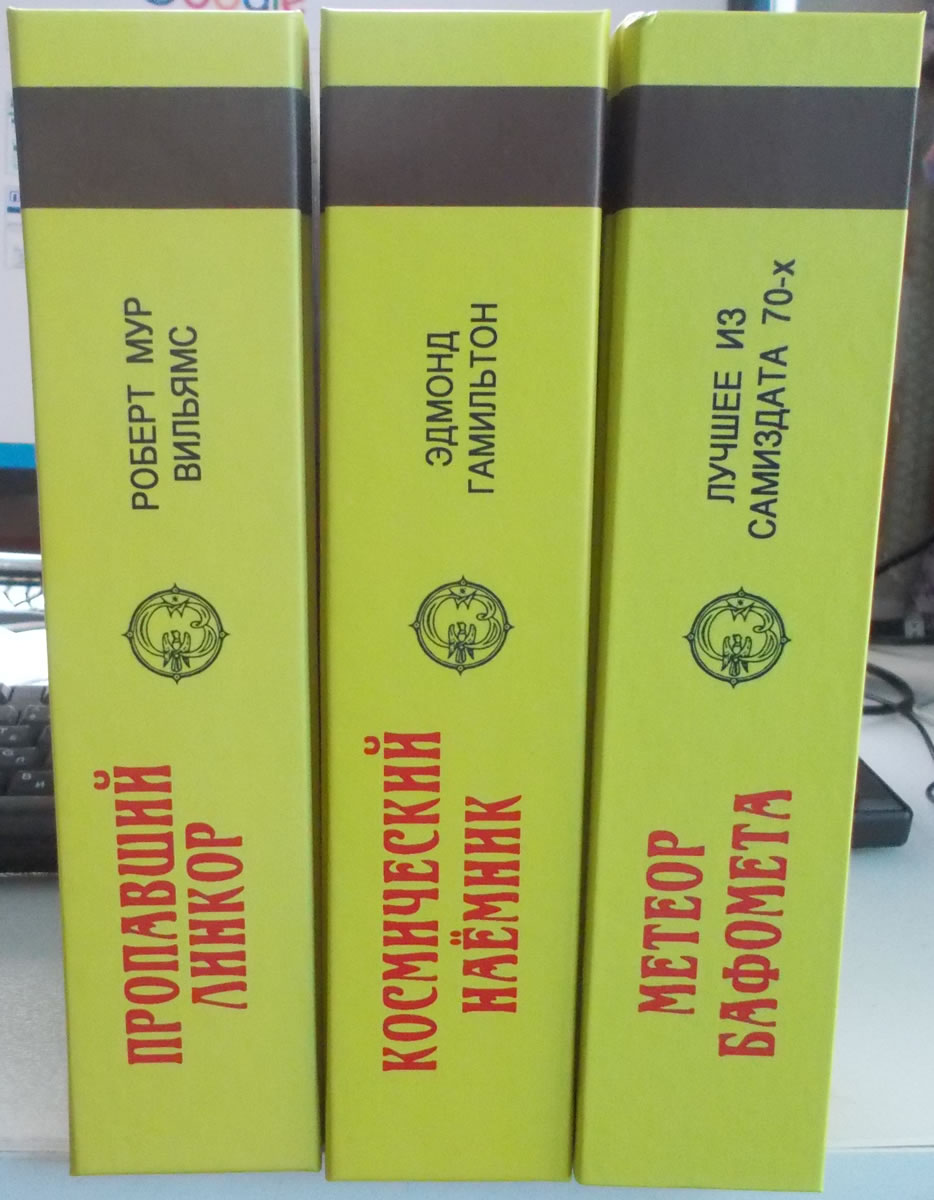 РОБЕРТ МУР
ВИЛЬЯМС
ПРОПАВШИЙ
ЛИНКОР
ЭДМОНД
ГАМИЛЬТОН
КОСМИЧЕСКИЙ
НАЁМНИК
ЛУЧШЕЕ ИЗ
САМИЗДАТА 70-х
МЕТЕОР
БАФОМЕТА